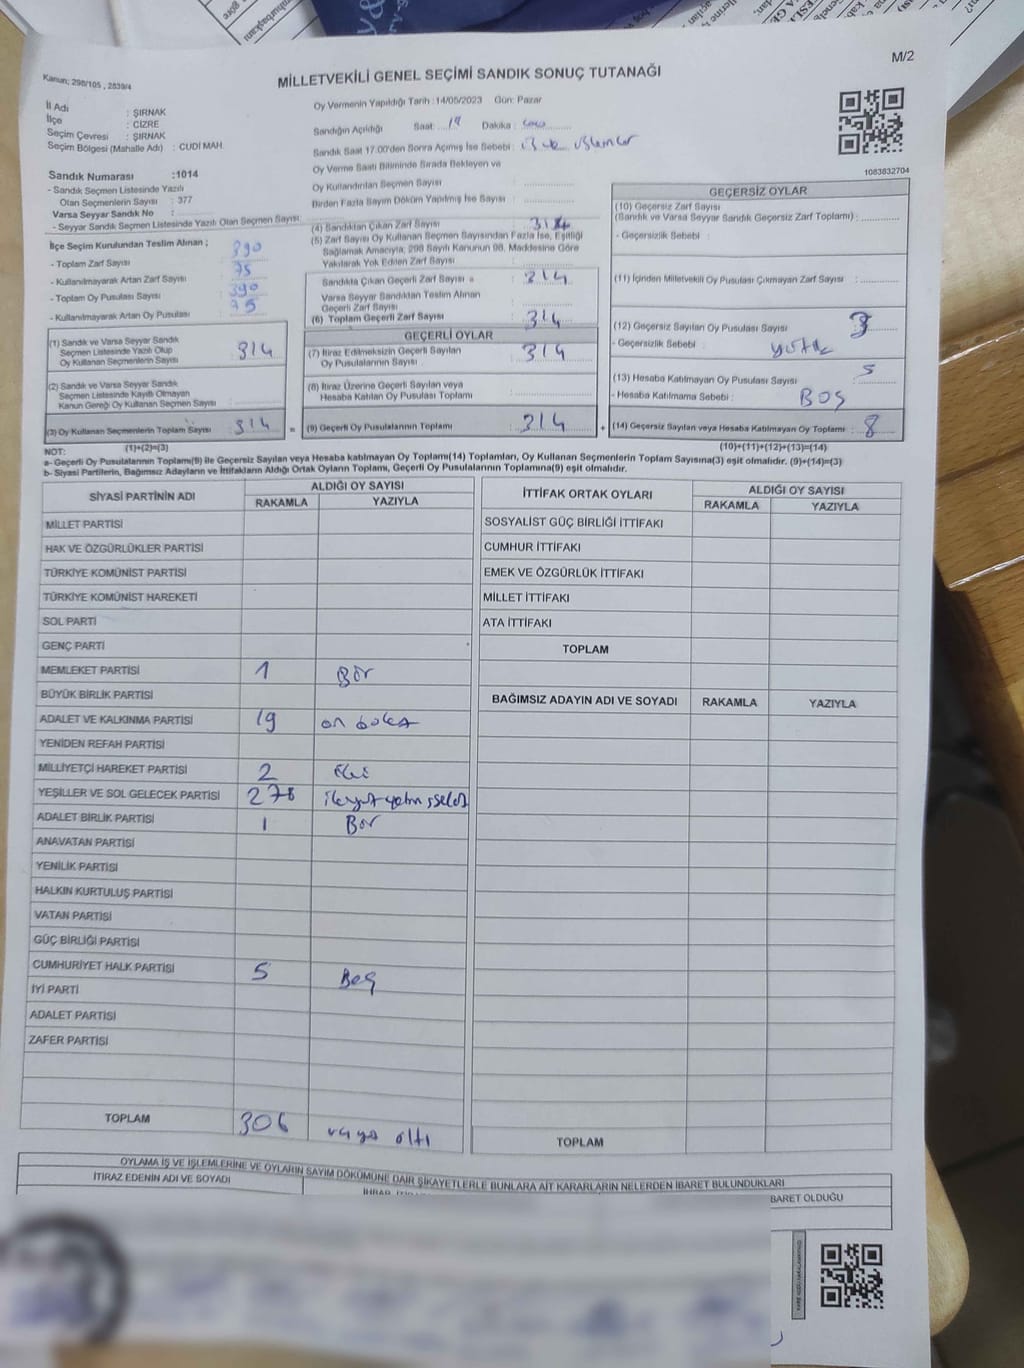 M/2
Kanun; 298/105 , 2839/4
MİLLETVEKİLİ GENEL SEÇİMİ SANDIK SONUÇ TUTANAĞI
İl Adı : ŞIRNAK
İlçe : CİZRE
Seçim Çevresi : ŞIRNAK
Seçim Bölgesi (Mahalle Adı) : CUDİ MAH.
Oy Vermenin Yapıldığı Tarih :14/05/2023 Gün: Pazar
Sandığın Açıldığı Saat: Dakika :
Sandık Saat 17:00'den Sonra Açımış İse Sebebi :
Oy Verme Saati Bitiminde Sırada Bekleyen ve
Oy Kullandırılan Seçmen Sayısı :
Birden Fazla Sayım Döküm Yapılmış İse Sayısı :
1083832704
Sandık Numarası :1014
- Sandık Seçmen Listesinde Yazılı
Olan Seçmenlerin Sayısı : 377
Varsa Seyyar Sandık No :
- Seyyar Sandık Seçmen Listesinde Yazılı Olan Seçmen Sayısı:
İlçe Seçim Kurulundan Teslim Alınan ;
- Toplam Zarf Sayısı : 390
- Kullanılmayarak Artan Zarf Sayısı : 75
- Toplam Oy Pusulası Sayısı : 390
- Kullanılmayarak Artan Oy Pusulası : 75
(1) Sandık ve Varsa Seyyar Sandık
Seçmen Listesinde Yazılı Olup
Oy Kullanan Seçmenlerin Sayısı : 314
(2) Sandık ve Varsa Seyyar Sandık
Seçmen Listesinde Kayıtlı Olmayan
Kanun Gereği Oy Kullanan Seçmen Sayısı :
(3) Oy Kullanan Seçmenlerin Toplam Sayısı : 314
(4) Sandıktan Çıkan Zarf Sayısı : 314
(5) Zarf Sayısı Oy Kullanan Seçmen Sayısından Fazla İse, Eşitliği
Sağlamak Amacıyla, 298 Sayılı Kanunun 98. Maddesine Göre
Yakılarak Yok Edilen Zarf Sayısı :
Sandıkta Çıkan Geçerli Zarf Sayısı : 314
Varsa Seyyar Sandıktan Teslim Alınan
Geçerli Zarf Sayısı :
(6) Toplam Geçerli Zarf Sayısı : 314
GEÇERLİ OYLAR
(7) İtiraz Edilmeksizin Geçerli Sayılan
Oy Pusulalarının Sayısı : 314
(8) İtiraz Üzerine Geçerli Sayılan veya
Hesaba Katılan Oy Pusulası Toplamı :
= (9) Geçerli Oy Pusulalarının Toplamı : 314
GEÇERSİZ OYLAR
(10) Geçersiz Zarf Sayısı
(Sandık ve Varsa Seyyar Sandık Geçersiz Zarf Toplamı) :
- Geçersizlik Sebebi :
(11) İçinden Milletvekili Oy Pusulası Çıkmayan Zarf Sayısı :
(12) Geçersiz Sayılan Oy Pusulası Sayısı : 3
- Geçersizlik Sebebi :
(13) Hesaba Katılmayan Oy Pusulası Sayısı : 5
- Hesaba Katılmama Sebebi : BOŞ
+ (14) Geçersiz Sayılan veya Hesaba Katılmayan Oy Toplamı : 8
NOT: (1)+(2)=(3) (10)+(11)+(12)+(13)=(14)
a- Geçerli Oy Pusulalarının Toplamı(9) ile Geçersiz Sayılan veya Hesaba katılmayan Oy Toplamı(14) Toplamları, Oy Kullanan Seçmenlerin Toplam Sayısına(3) eşit olmalıdır. (9)+(14)=(3)
b- Siyasi Partilerin, Bağımsız Adayların ve İttifakların Aldığı Ortak Oyların Toplamı, Geçerli Oy Pusulalarının Toplamına(9) eşit olmalıdır.
SİYASİ PARTİNİN ADI ALDIĞI OY SAYISI
RAKAMLA YAZIYLA
MİLLET PARTİSİ
HAK VE ÖZGÜRLÜKLER PARTİSİ
TÜRKİYE KOMÜNİST PARTİSİ
TÜRKİYE KOMÜNİST HAREKETİ
SOL PARTİ
GENÇ PARTİ
MEMLEKET PARTİSİ 1 Bir
BÜYÜK BİRLİK PARTİSİ
ADALET VE KALKINMA PARTİSİ 19 on dokuz
YENİDEN REFAH PARTİSİ
MİLLİYETÇİ HAREKET PARTİSİ 2 iki
YEŞİLLER VE SOL GELECEK PARTİSİ 278
ADALET BİRLİK PARTİSİ 1 Bir
ANAVATAN PARTİSİ
YENİLİK PARTİSİ
HALKIN KURTULUŞ PARTİSİ
VATAN PARTİSİ
GÜÇ BİRLİĞİ PARTİSİ
CUMHURİYET HALK PARTİSİ 5 Beş
İYİ PARTİ
ADALET PARTİSİ
ZAFER PARTİSİ
TOPLAM 306 üçyüz altı
İTTİFAK ORTAK OYLARI ALDIĞI OY SAYISI
RAKAMLA YAZIYLA
SOSYALİST GÜÇ BİRLİĞİ İTTİFAKI
CUMHUR İTTİFAKI
EMEK VE ÖZGÜRLÜK İTTİFAKI
MİLLET İTTİFAKI
ATA İTTİFAKI
TOPLAM
BAĞIMSIZ ADAYIN ADI VE SOYADI RAKAMLA YAZIYLA
TOPLAM
OYLAMA İŞ VE İŞLEMLERİNE VE OYLARIN SAYIM DÖKÜMÜNE DAİR ŞİKAYETLERLE BUNLARA AİT KARARLARIN NELERDEN İBARET BULUNDUKLARI
İTİRAZ EDENİN ADI VE SOYADI
BARET OLDUĞU